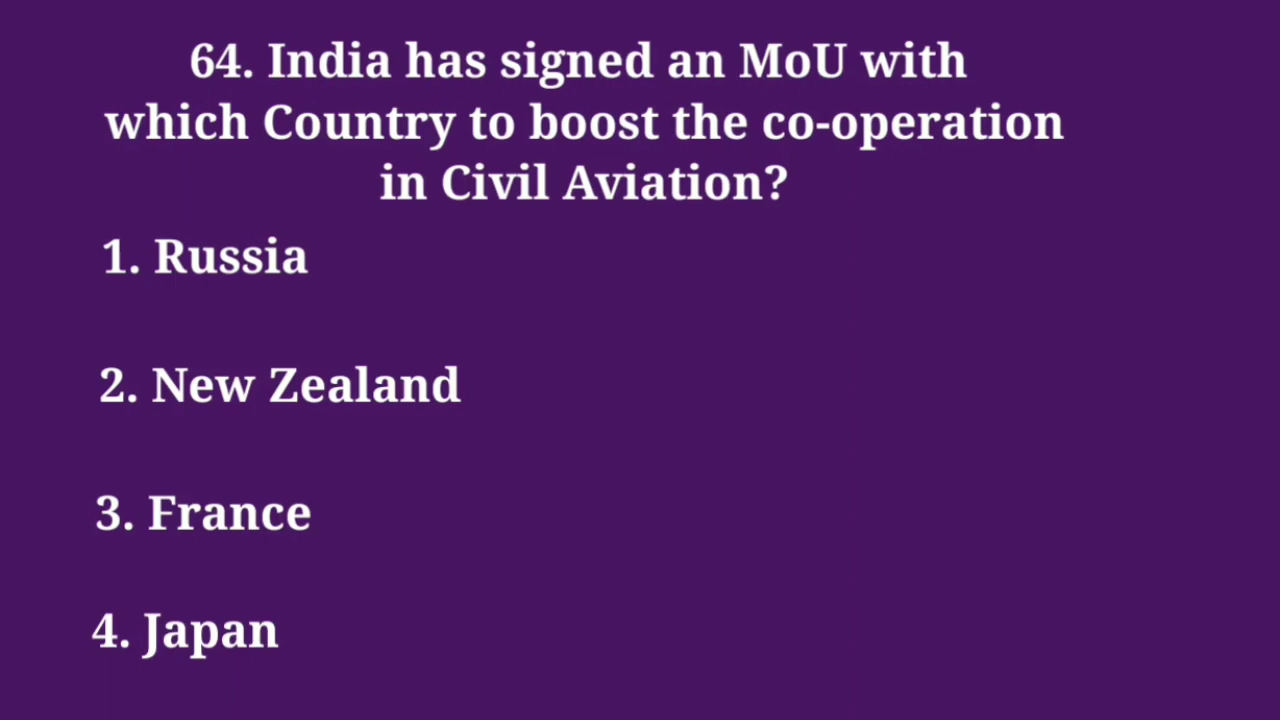 64. India has signed an MoU with
which Country to boost the co-operation
in Civil Aviation?
1. Russia
2. New Zealand
3. France
4. Japan